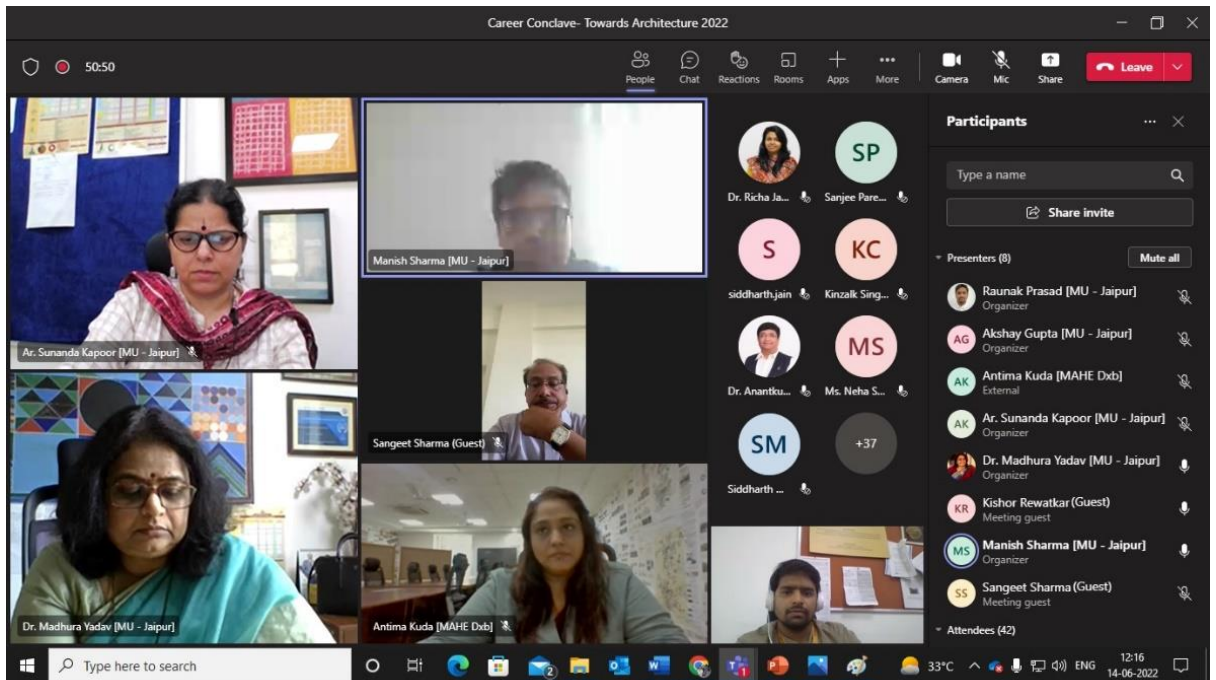 Career Conclave- Towards Architecture 2022
50:50
People
Chat
Reactions
Rooms
Apps
More
Camera
Mic
Share
Leave
Ar. Sunanda Kapoor [MU - Jaipur]
Manish Sharma [MU - Jaipur]
Sangeet Sharma (Guest)
Dr. Madhura Yadav [MU - Jaipur]
Antima Kuda [MAHE Dxb]
Dr. Richa Ja...
SP
Sanjee Pare...
S
siddharth.jain
KC
Kinzalk Sing...
Dr. Anantku...
MS
Ms. Neha S...
SM
Siddharth ...
+37
Participants
Type a name
Share invite
Presenters (8)
Mute all
Raunak Prasad [MU - Jaipur]
Organizer
AG
Akshay Gupta [MU - Jaipur]
Organizer
AK
Antima Kuda [MAHE Dxb]
External
AK
Ar. Sunanda Kapoor [MU - Jaipur]
Organizer
Dr. Madhura Yadav [MU - Jaipur]
Organizer
KR
Kishor Rewatkar (Guest)
Meeting guest
MS
Manish Sharma [MU - Jaipur]
Organizer
SS
Sangeet Sharma (Guest)
Meeting guest
Attendees (42)
Type here to search
2
1
33°C
ENG
12:16
14-06-2022